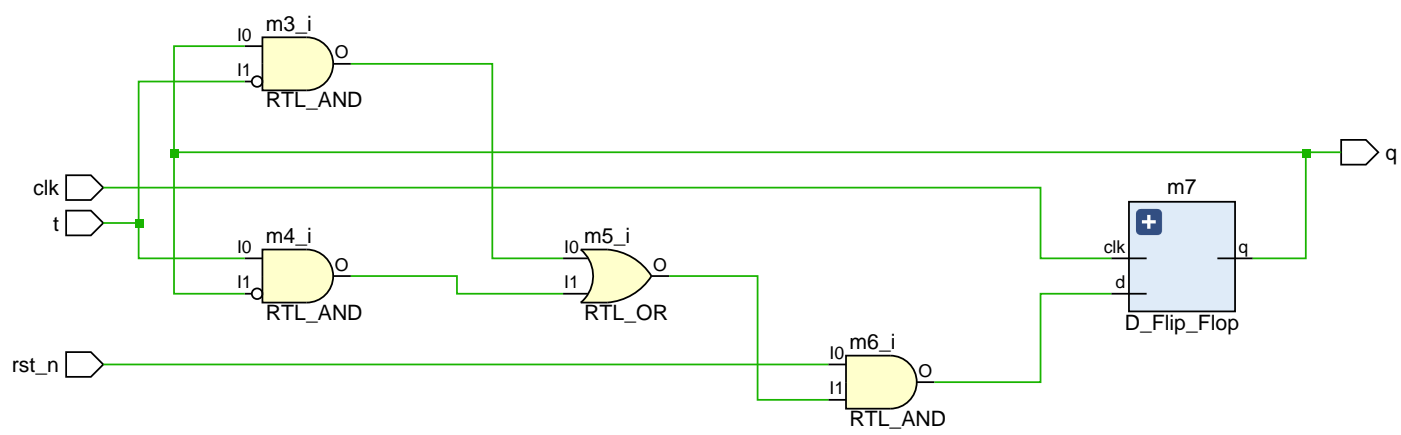 m3_i
I0
O
I1
RTL_AND
q
clk
m7
t
m4_i
m5_i
I0
O
I1
RTL_AND
I0
O
I1
RTL_OR
clk
q
d
D_Flip_Flop
rst_n
m6_i
I0
O
I1
RTL_AND